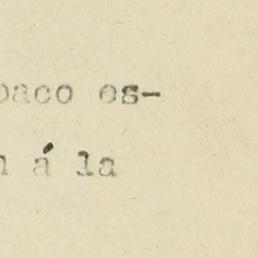 baco es-
n á la